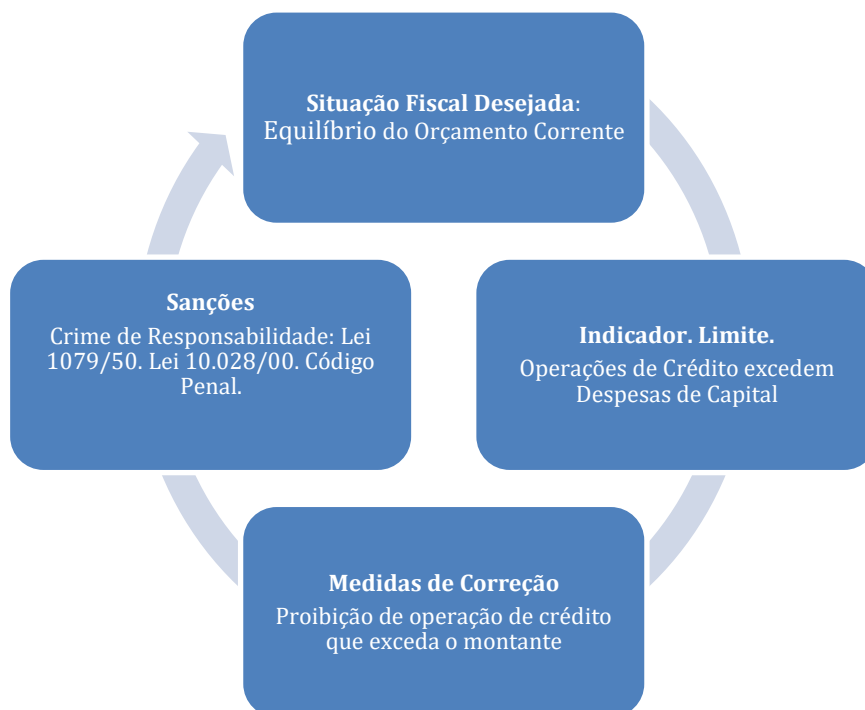 Situação Fiscal Desejada:
Equilíbrio do Orçamento Corrente
Indicador. Limite.
Operações de Crédito excedem
Despesas de Capital
Medidas de Correção
Proibição de operação de crédito
que exceda o montante
Sanções
Crime de Responsabilidade: Lei
1079/50. Lei 10.028/00. Código
Penal.